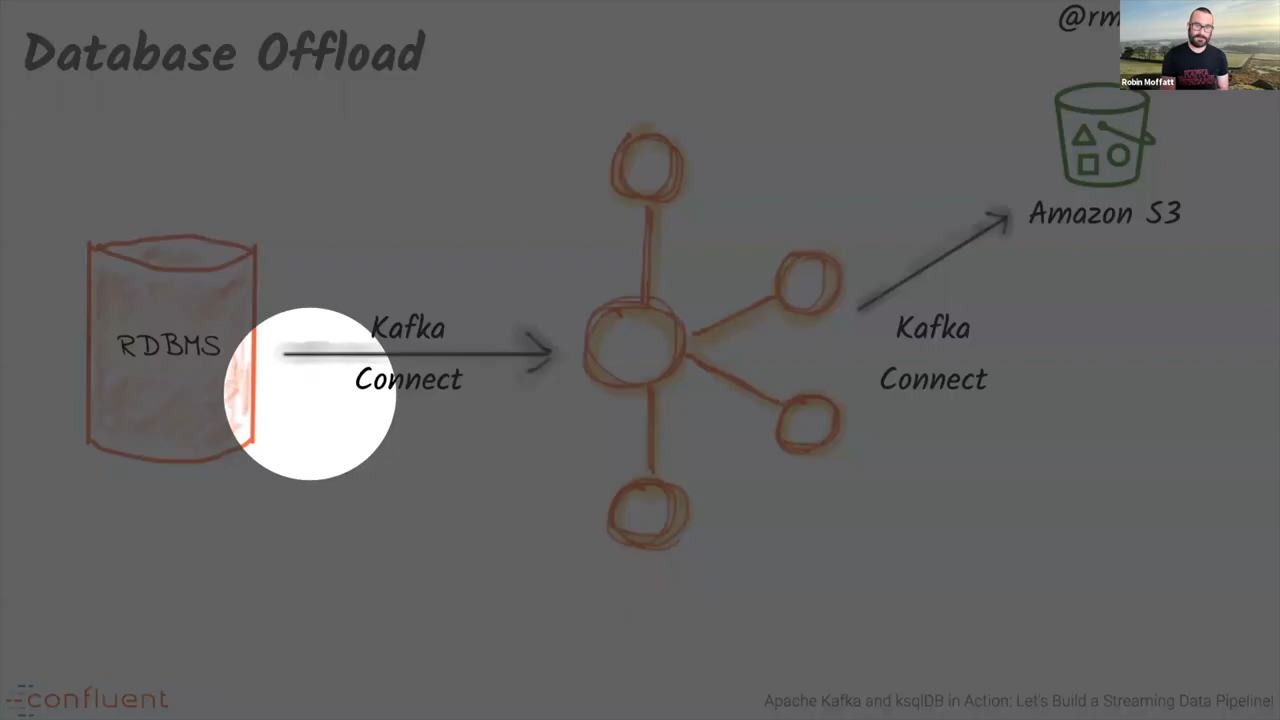 Database Offload
@rm
Robin Moffatt
Amazon S3
RDBMS
Kafka
Connect
Kafka
Connect
confluent
Apache Kafka and ksqlDB in Action: Let's Build a Streaming Data Pipeline!